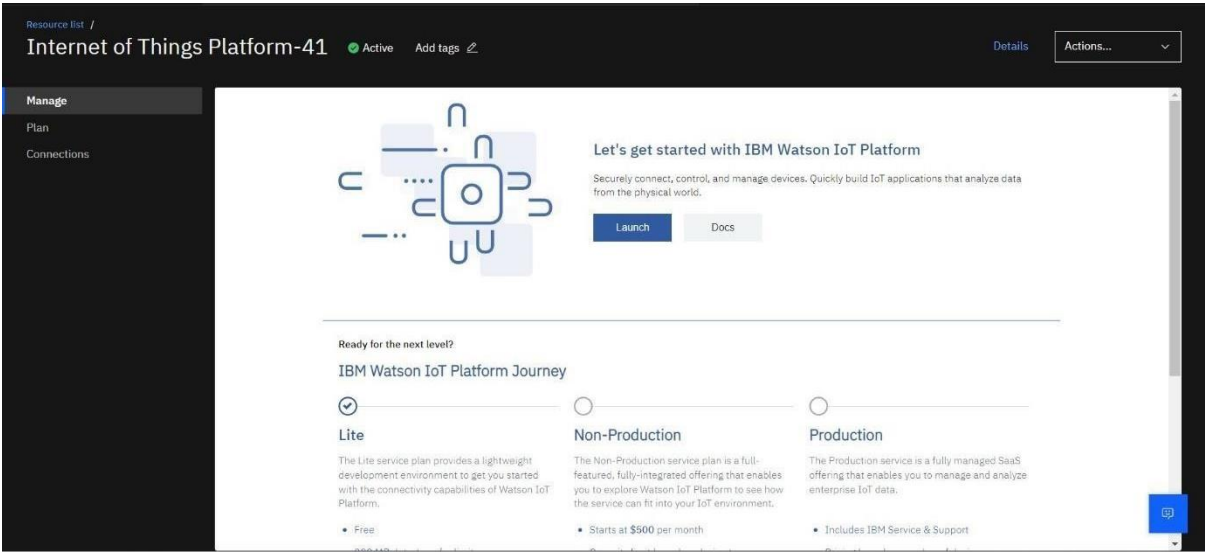 Resource list /
Internet of Things Platform-41 Active Add tags Details Actions...
Manage
Plan
Connections
Let's get started with IBM Watson IoT Platform
Securely connect, control, and manage devices. Quickly build IoT applications that analyze data
from the physical world.
Launch Docs
Ready for the next level?
IBM Watson IoT Platform Journey
Lite
The Lite service plan provides a lightweight
development environment to get you started
with the connectivity capabilities of Watson IoT
Platform.
• Free
Non-Production
The Non-Production service plan is a full-
featured, fully-integrated offering that enables
you to explore Watson IoT Platform to see how
the service can fit into your IoT environment.
• Starts at $500 per month
Production
The Production service is a fully managed SaaS
offering that enables you to manage and analyze
enterprise IoT data.
• Includes IBM Service & Support